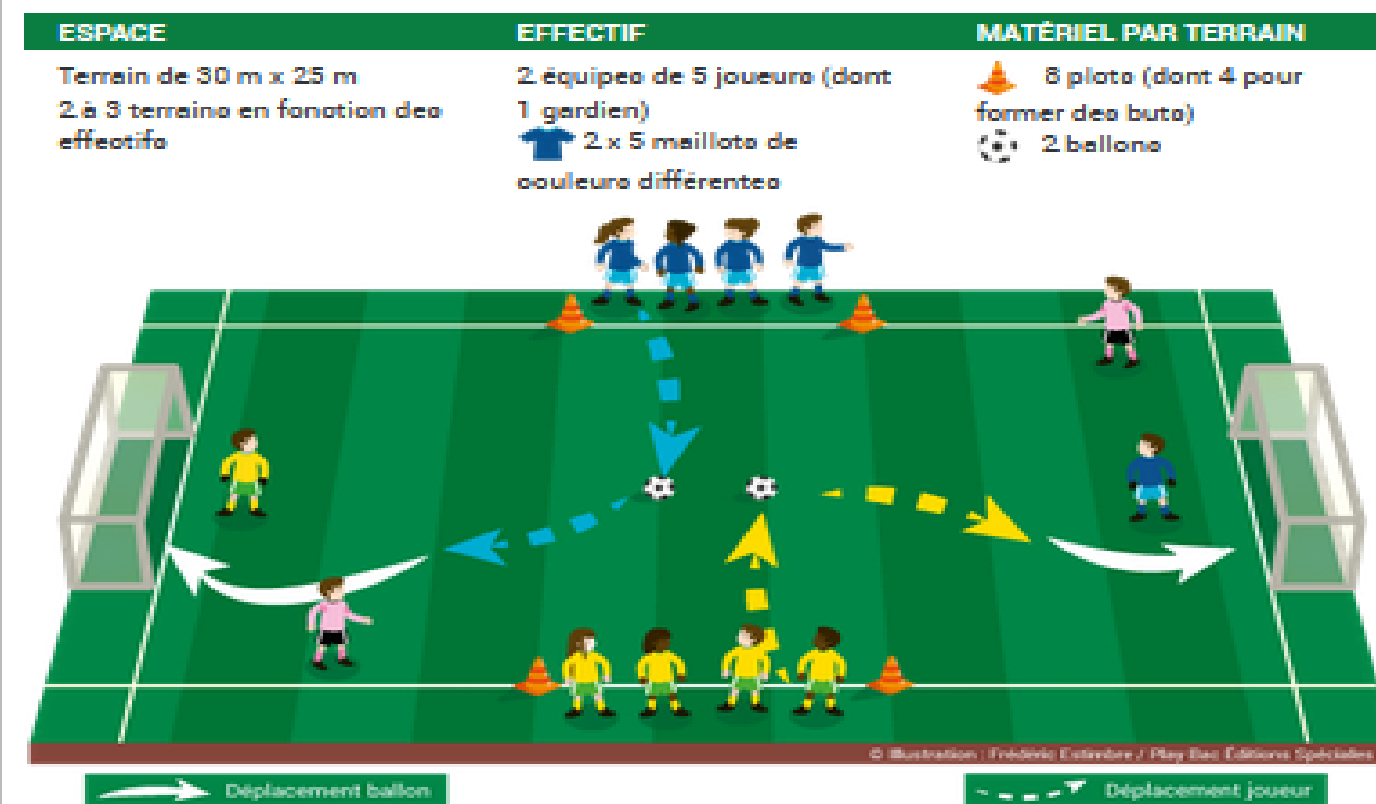 ESPACE
Terrain de 30 m x 25 m
2 à 3 terrains en fonction des
effectifs
EFFECTIF
2 équipes de 5 joueurs (dont
1 gardien)
2 x 5 maillots de
couleurs différentes
MATÉRIEL PAR TERRAIN
8 plots (dont 4 pour
former des buts)
2 ballons
© Illustration : Frédéric Estimbre / Play Bac Éditions Spéciales
Déplacement ballon
Déplacement joueur